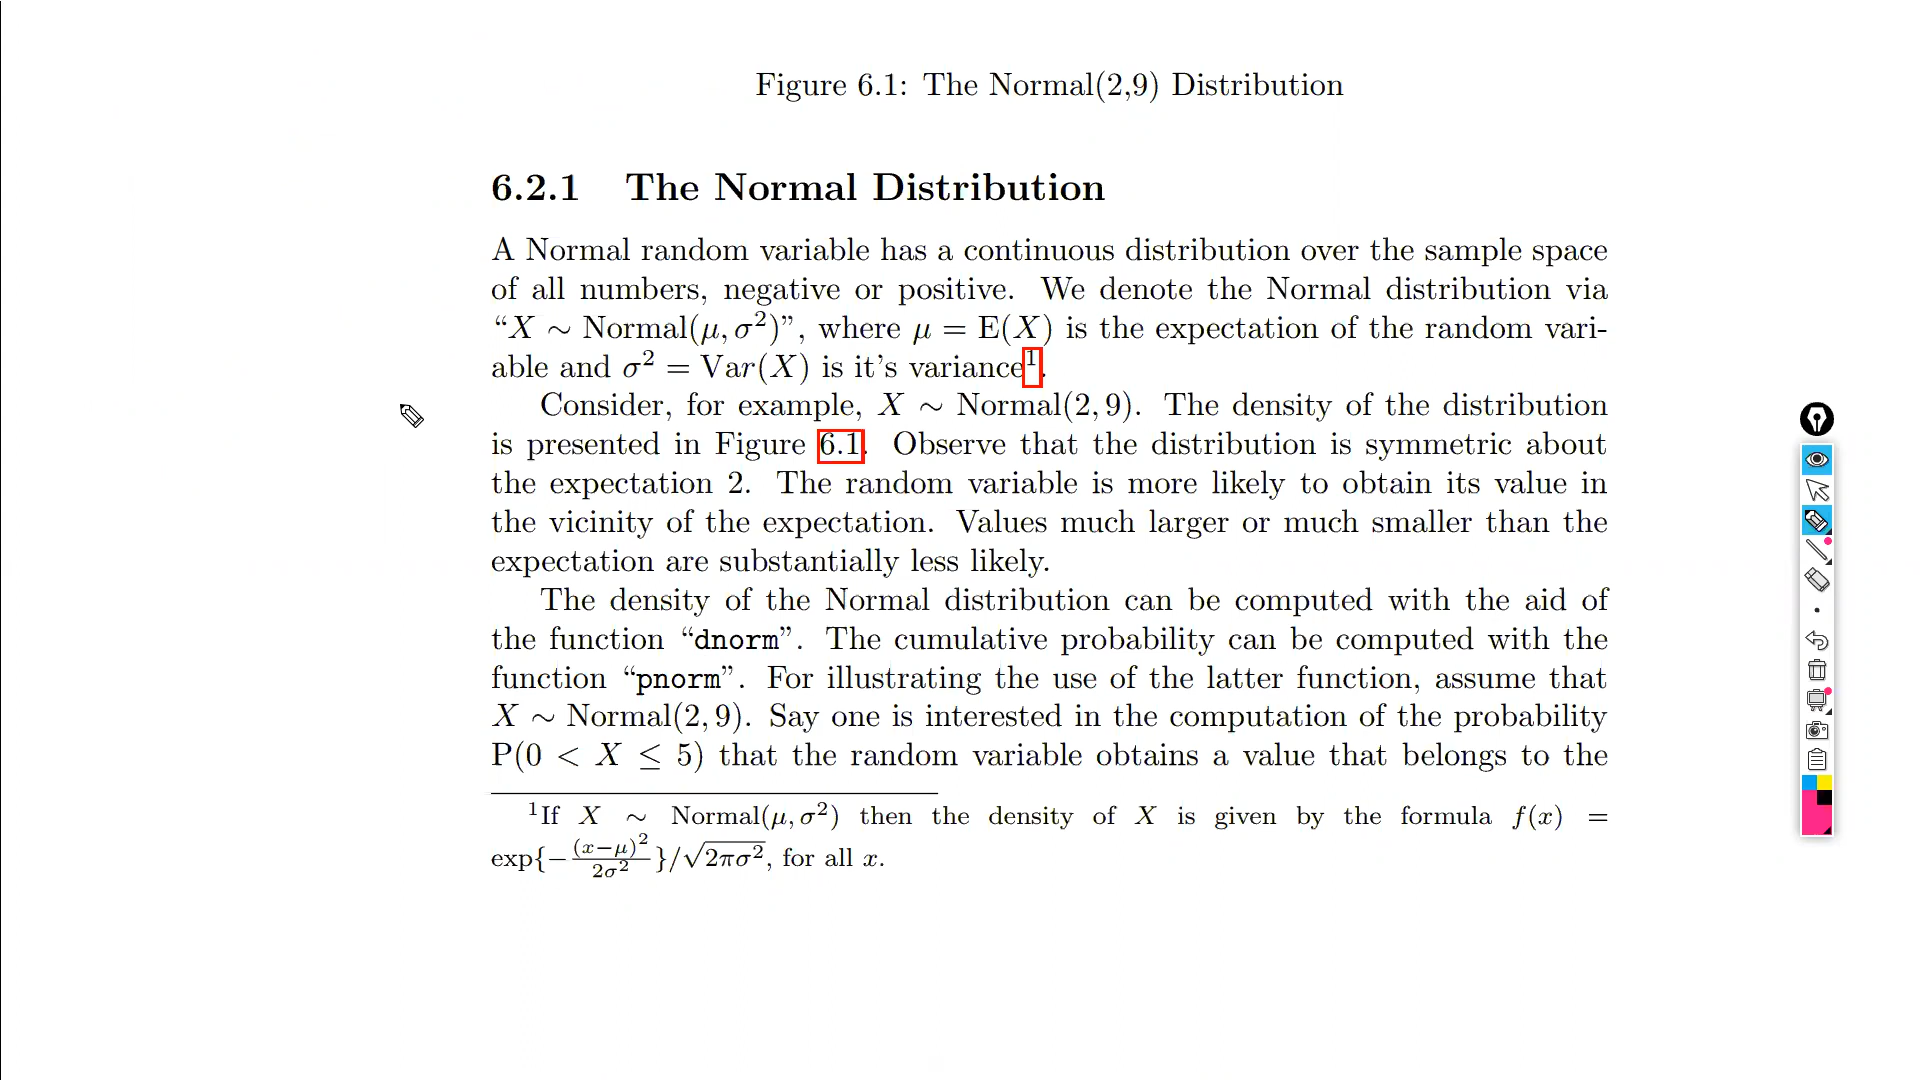 Figure 6.1: The Normal(2,9) Distribution
6.2.1 The Normal Distribution
A Normal random variable has a continuous distribution over the sample space
of all numbers, negative or positive. We denote the Normal distribution via
“X ∼ Normal(μ, σ²)”, where μ = E(X) is the expectation of the random vari-
able and σ² = Var(X) is it’s variance¹.
Consider, for example, X ∼ Normal(2, 9). The density of the distribution
is presented in Figure 6.1. Observe that the distribution is symmetric about
the expectation 2. The random variable is more likely to obtain its value in
the vicinity of the expectation. Values much larger or much smaller than the
expectation are substantially less likely.
The density of the Normal distribution can be computed with the aid of
the function “dnorm”. The cumulative probability can be computed with the
function “pnorm”. For illustrating the use of the latter function, assume that
X ∼ Normal(2, 9). Say one is interested in the computation of the probability
P(0 < X ≤ 5) that the random variable obtains a value that belongs to the
¹If X ∼ Normal(μ, σ²) then the density of X is given by the formula f(x) =
exp{−(x−μ)²/2σ²}/√2πσ², for all x.